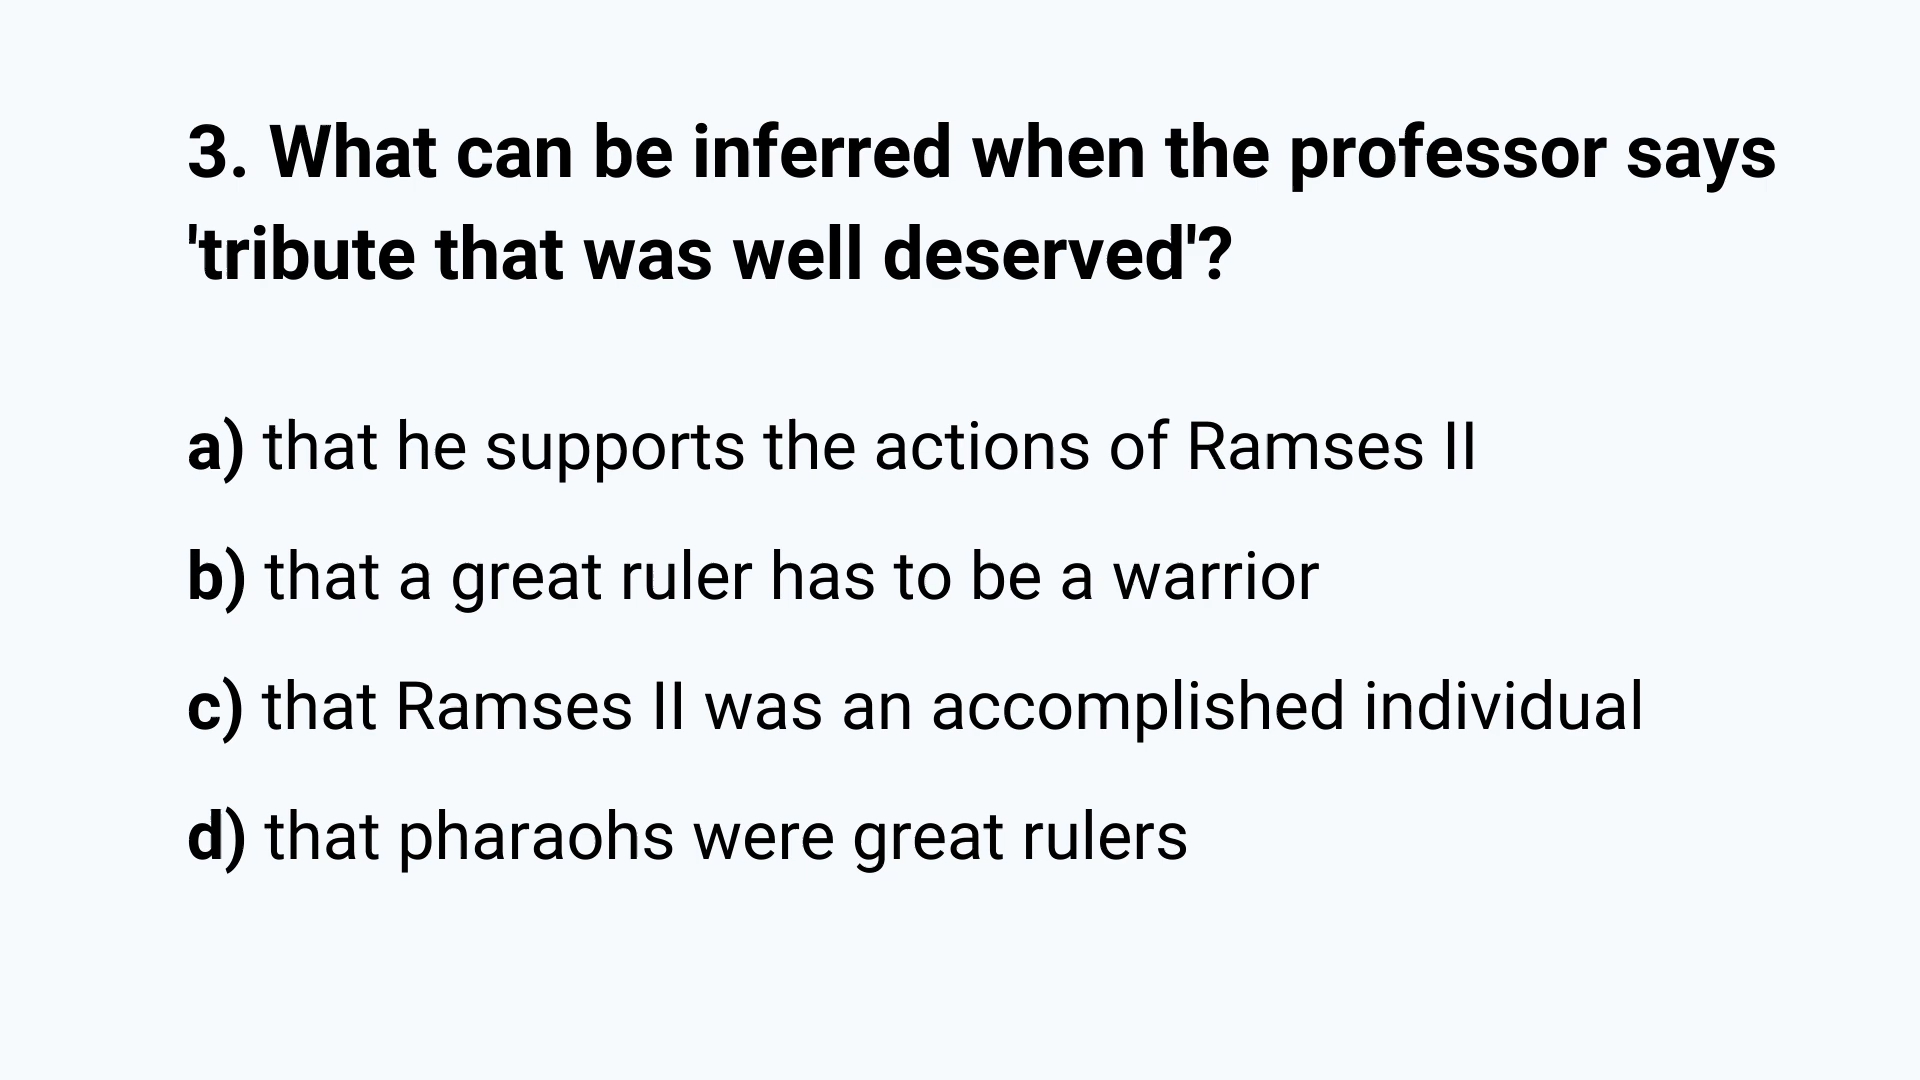 3. What can be inferred when the professor says
'tribute that was well deserved'?
a) that he supports the actions of Ramses II
b) that a great ruler has to be a warrior
c) that Ramses II was an accomplished individual
d) that pharaohs were great rulers